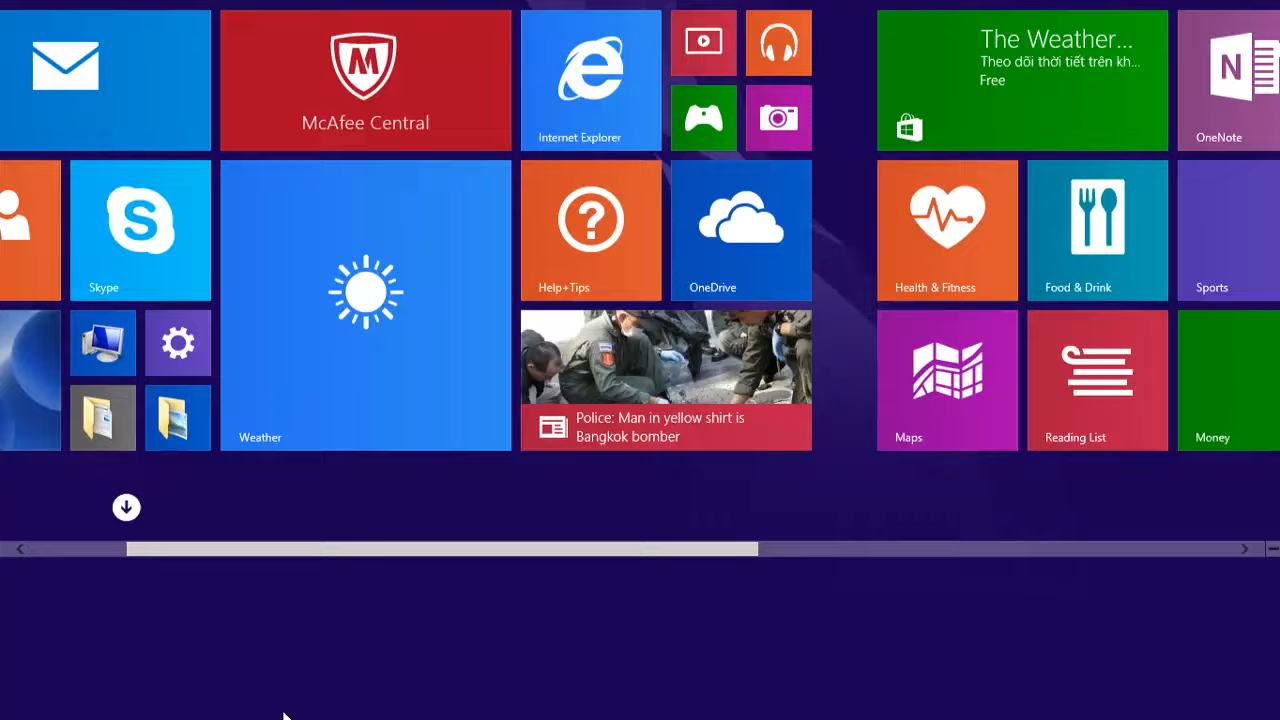 McAfee Central
Internet Explorer
The Weather...
Theo dõi thời tiết trên kh...
Free
OneNote
Skype
Help+Tips
OneDrive
Health & Fitness
Food & Drink
Sports
Weather
Police: Man in yellow shirt is
Bangkok bomber
Maps
Reading List
Money